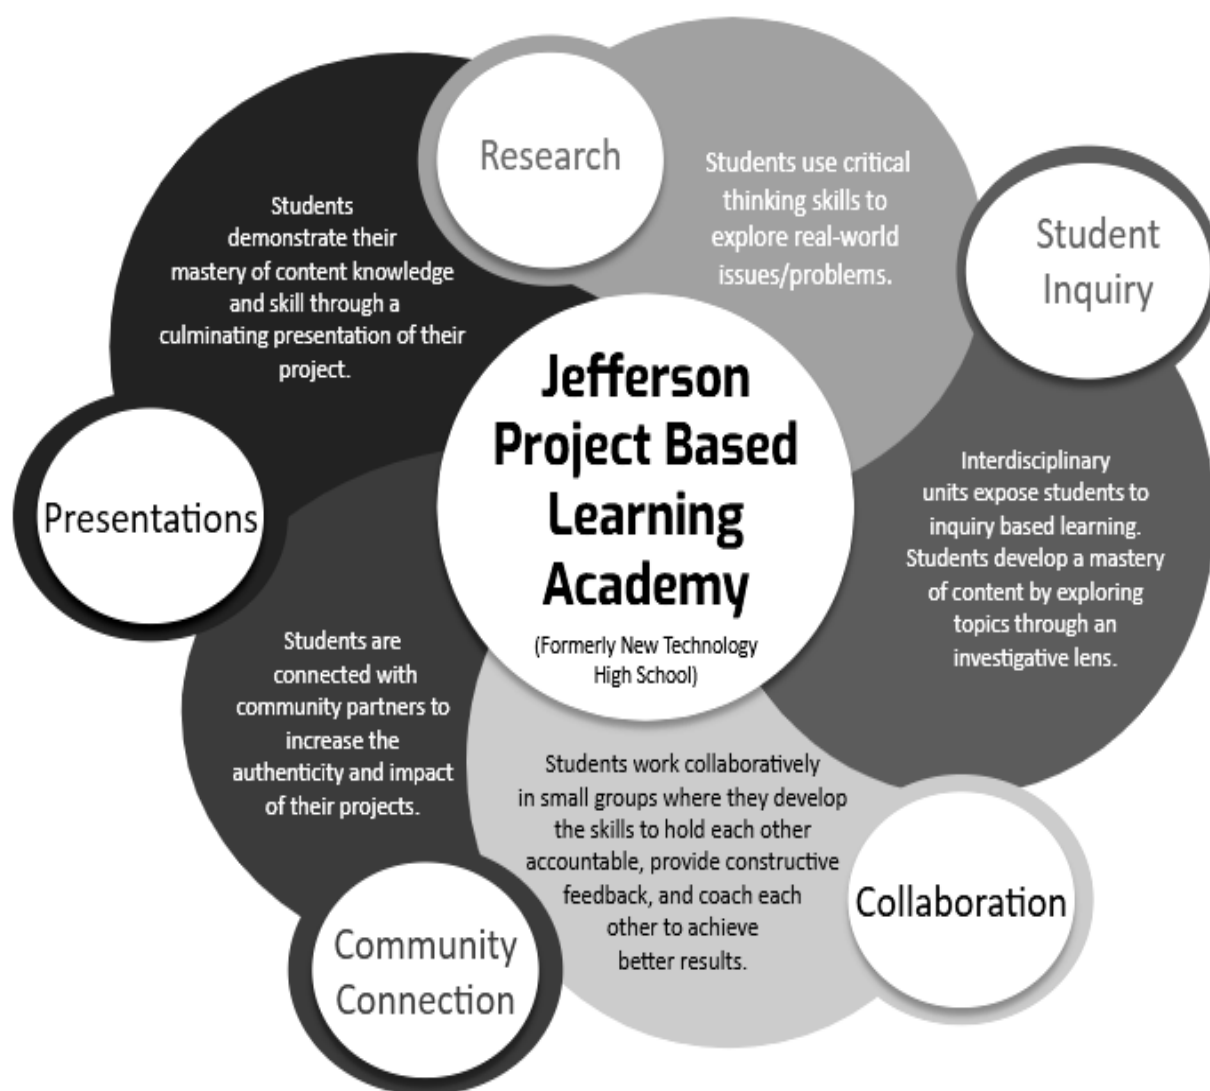 Research
Students use critical
thinking skills to
explore real-world
issues/problems.
Student
Inquiry
Interdisciplinary
units expose students to
inquiry based learning.
Students develop a mastery
of content by exploring
topics through an
investigative lens.
Collaboration
Students work collaboratively
in small groups where they develop
the skills to hold each other
accountable, provide constructive
feedback, and coach each
other to achieve
better results.
Community
Connection
Students are
connected with
community partners to
increase the
authenticity and impact
of their projects.
Presentations
Students
demonstrate their
mastery of content knowledge
and skill through a
culminating presentation of their
project.
Jefferson
Project Based
Learning
Academy
(Formerly New Technology
High School)